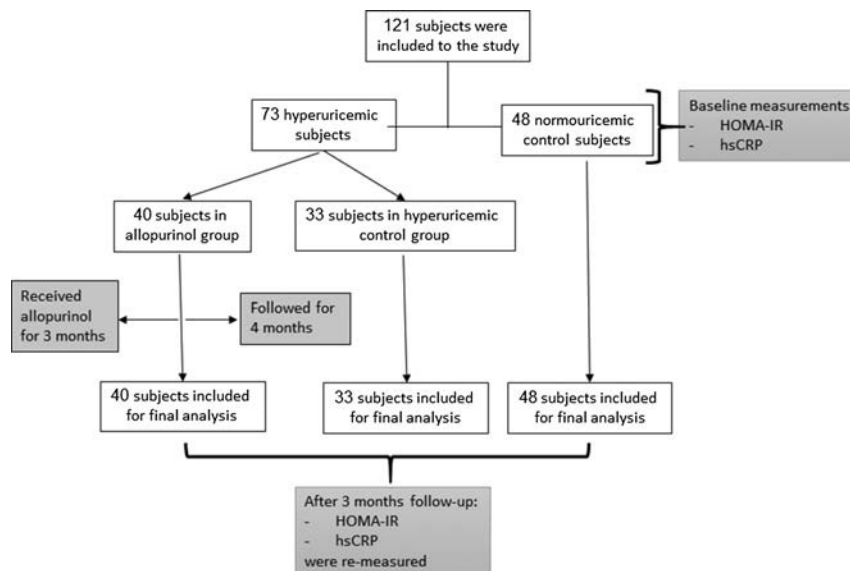 121 subjects were
included to the study
73 hyperuricemic
subjects
48 normouricemic
control subjects
Baseline measurements
- HOMA-IR
- hsCRP
40 subjects in
allopurinol group
33 subjects in hyperuricemic
control group
Received
allopurinol
for 3 months
Followed for
4 months
40 subjects included
for final analysis
33 subjects included
for final analysis
48 subjects included
for final analysis
After 3 months follow-up:
- HOMA-IR
- hsCRP
were re-measured